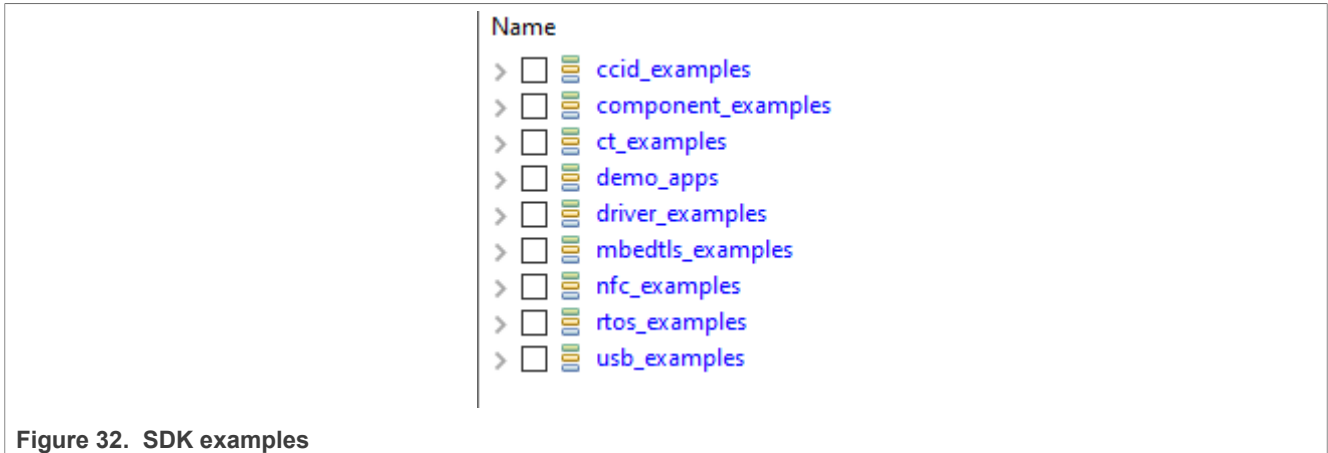 Name
ccid_examples
component_examples
ct_examples
demo_apps
driver_examples
mbedtls_examples
nfc_examples
rtos_examples
usb_examples
Figure 32. SDK examples